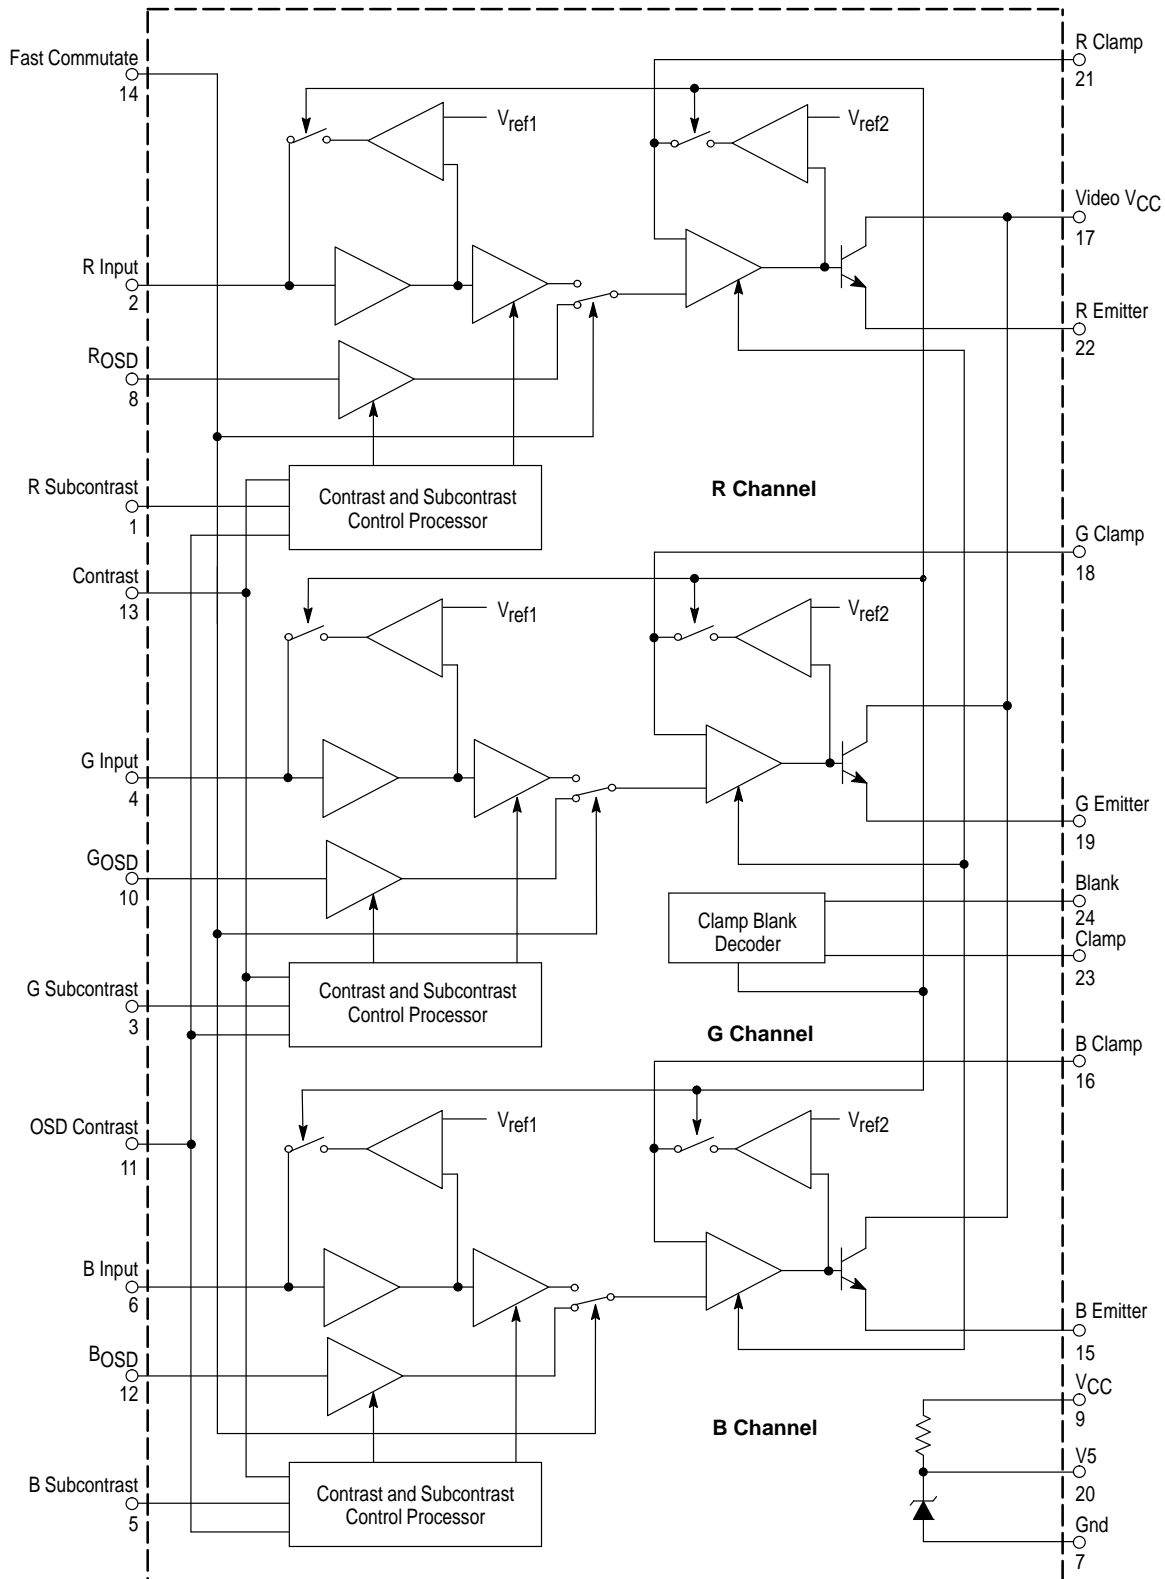 Fast Commutate
14
R Clamp
21
Vref1
Vref2
Video VCC
17
R Input
2
R Emitter
22
ROSD
8
R Subcontrast
1
Contrast and Subcontrast
Control Processor
R Channel
Contrast
13
G Clamp
18
Vref1
Vref2
G Input
4
G Emitter
19
GOSD
10
Clamp Blank
Decoder
Blank
24
Clamp
23
G Subcontrast
3
Contrast and Subcontrast
Control Processor
G Channel
B Clamp
16
OSD Contrast
11
Vref1
Vref2
B Input
6
B Emitter
15
BOSD
12
B Channel
VCC
9
B Subcontrast
5
Contrast and Subcontrast
Control Processor
V5
20
Gnd
7